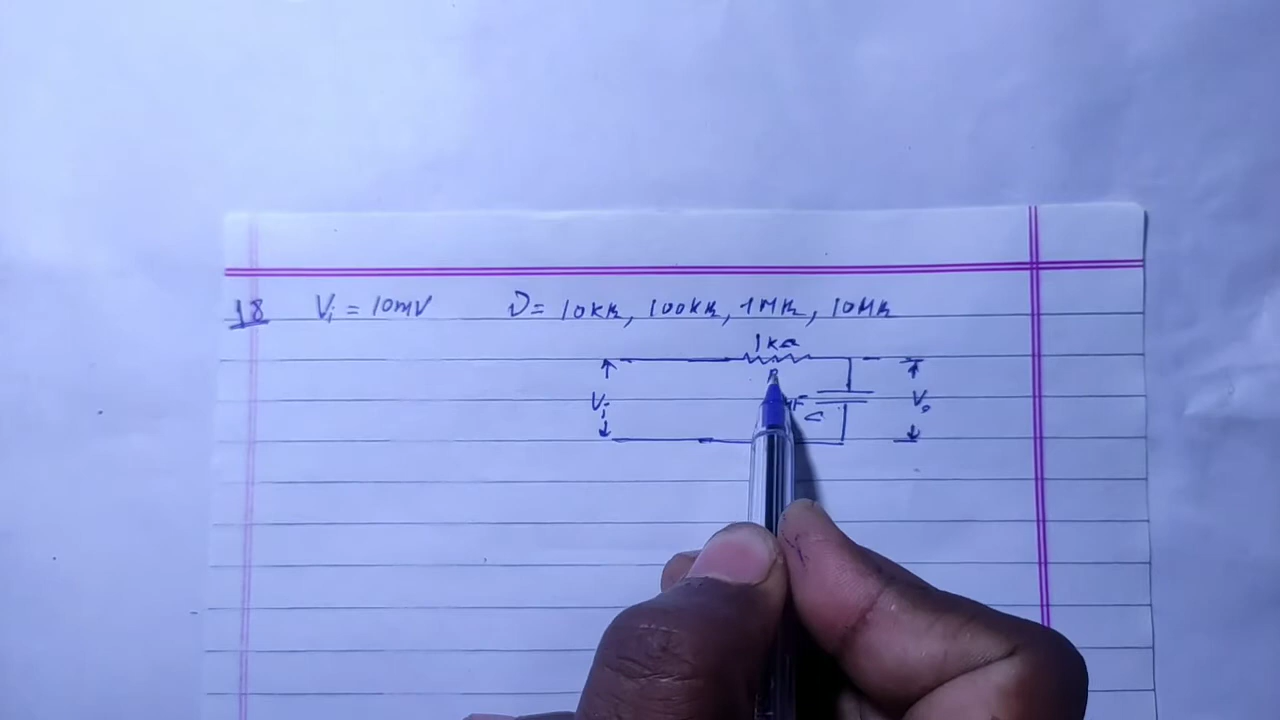 18 Vi = 10mV ν = 10KHz, 100KHz, 1MHz, 10MHz
1kΩ
R
Vi F C Vo